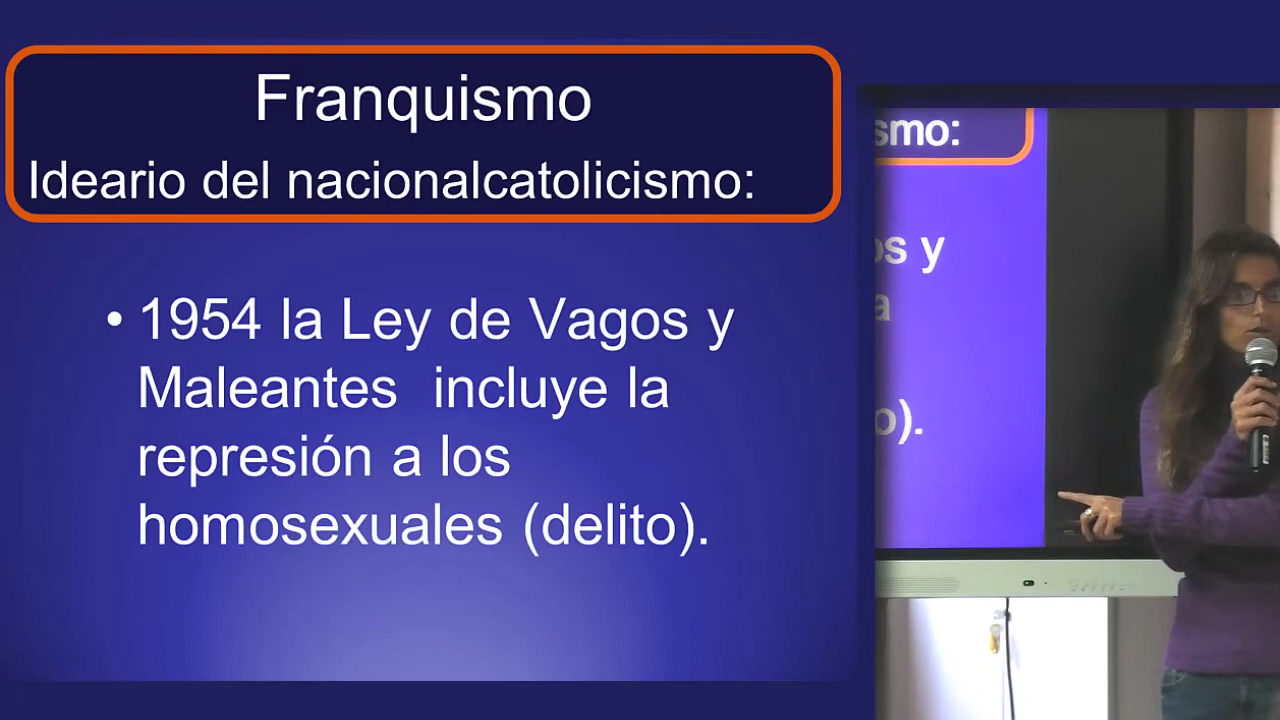 Franquismo
Ideario del nacionalcatolicismo:
• 1954 la Ley de Vagos y
Maleantes  incluye la
represión a los
homosexuales (delito).
smo:
os y
a
o).